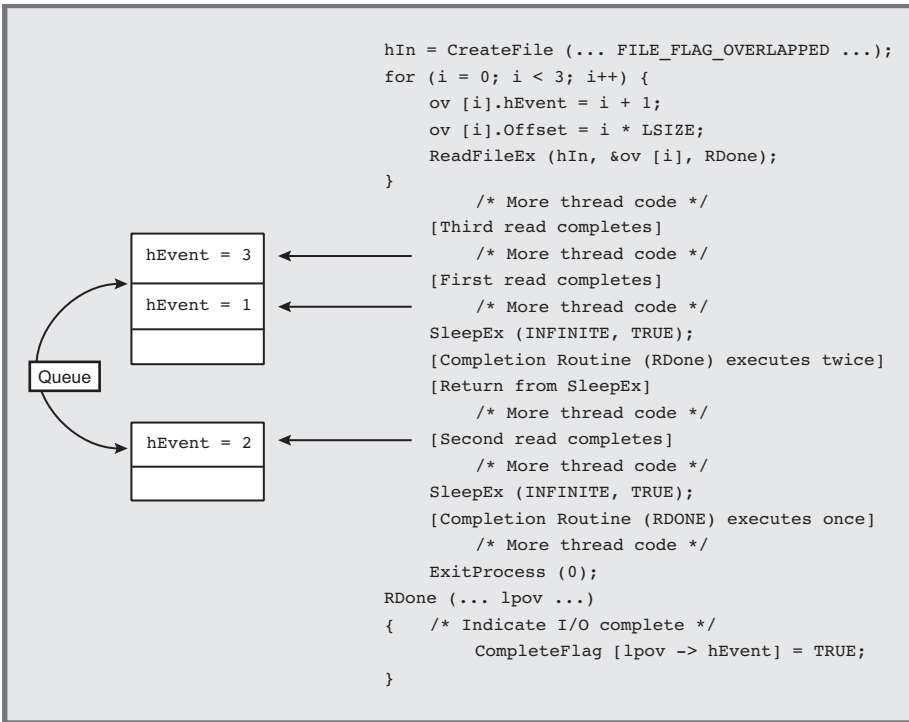 hIn = CreateFile (... FILE_FLAG_OVERLAPPED ...);
for (i = 0; i < 3; i++) {
ov [i].hEvent = i + 1;
ov [i].Offset = i * LSIZE;
ReadFileEx (hIn, &ov [i], RDone);
}
/* More thread code */
[Third read completes]
hEvent = 3
/* More thread code */
[First read completes]
hEvent = 1
/* More thread code */
SleepEx (INFINITE, TRUE);
[Completion Routine (RDone) executes twice]
Queue
[Return from SleepEx]
/* More thread code */
hEvent = 2
[Second read completes]
/* More thread code */
SleepEx (INFINITE, TRUE);
[Completion Routine (RDONE) executes once]
/* More thread code */
ExitProcess (0);
RDone (... lpov ...)
{ /* Indicate I/O complete */
CompleteFlag [lpov -> hEvent] = TRUE;
}